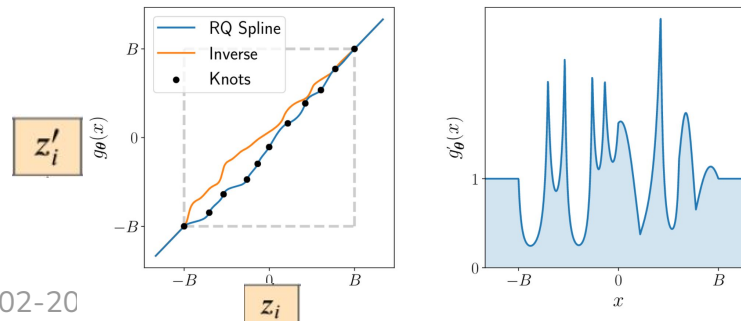 RQ Spline
Inverse
Knots
B
0
−B
gθ(x)
−B
0
B
z′i
zi
02-20
g′θ(x)
1
0
−B
0
B
x